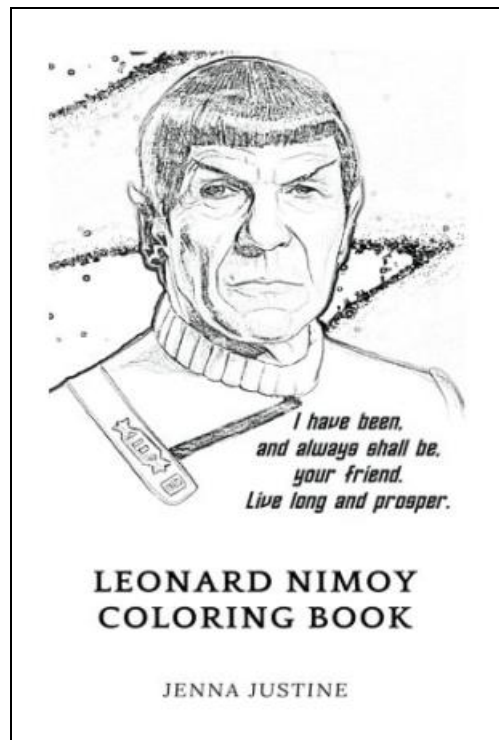 I have been,
and always shall be,
your friend.
Live long and prosper.
LEONARD NIMOY
COLORING BOOK
JENNA JUSTINE